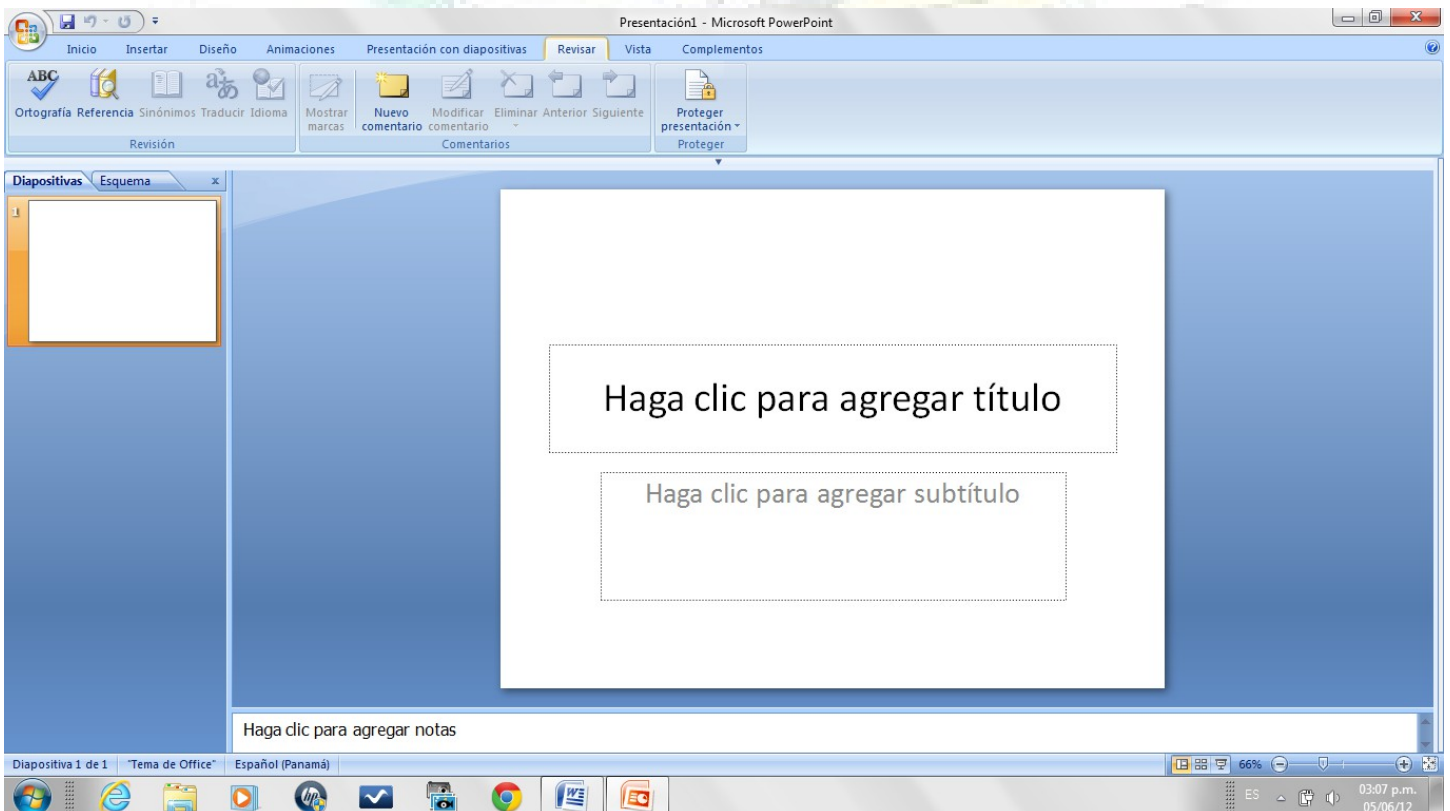 Presentación1 - Microsoft PowerPoint
Inicio Insertar Diseño Animaciones Presentación con diapositivas Revisar Vista Complementos
ABC
Ortografía Referencia Sinónimos Traducir Idioma
Mostrar marcas
Nuevo comentario
Modificar comentario
Eliminar Anterior Siguiente
Proteger presentación
Revisión Comentarios Proteger
Diapositivas Esquema x
1
Haga clic para agregar título
Haga clic para agregar subtítulo
Haga clic para agregar notas
Diapositiva 1 de 1 "Tema de Office" Español (Panamá) 66%
ES 03:07 p.m.
05/06/12